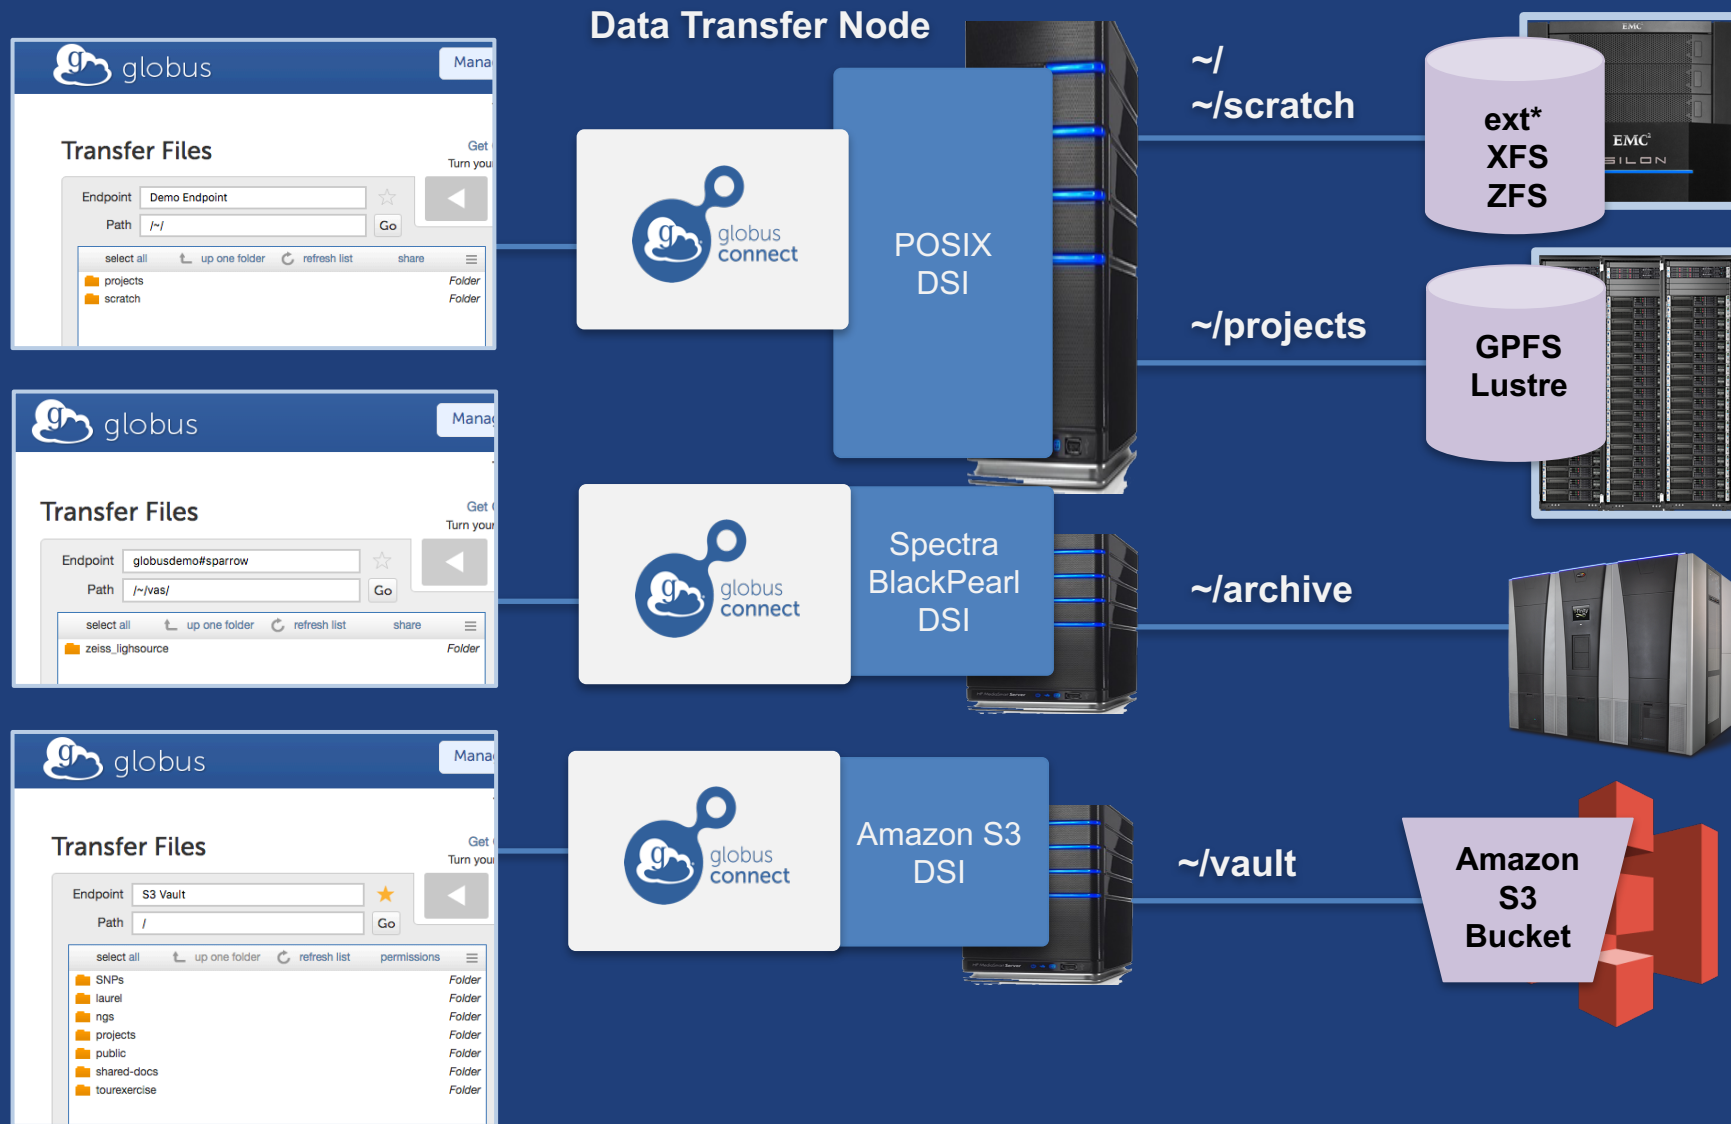 Data Transfer Node
globus
Mana
Transfer Files
Get
Turn you
Endpoint Demo Endpoint
Path /~/ Go
select all up one folder refresh list share
projects Folder
scratch Folder
globus
connect
POSIX
DSI
~/
~/scratch
EMC
ext*
XFS
ZFS
EMC²
SILON
~/projects
GPFS
Lustre
globus
Manag
Transfer Files
Get
Turn your
Endpoint globusdemo#sparrow
Path /~/vas/ Go
select all up one folder refresh list share
zeiss_lighsource Folder
globus
connect
Spectra
BlackPearl
DSI
~/archive
globus
Mana
Transfer Files
Get
Turn you
Endpoint S3 Vault
Path / Go
select all up one folder refresh list permissions
SNPs Folder
laurel Folder
ngs Folder
projects Folder
public Folder
shared-docs Folder
tourexercise Folder
globus
connect
Amazon S3
DSI
~/vault
Amazon
S3
Bucket